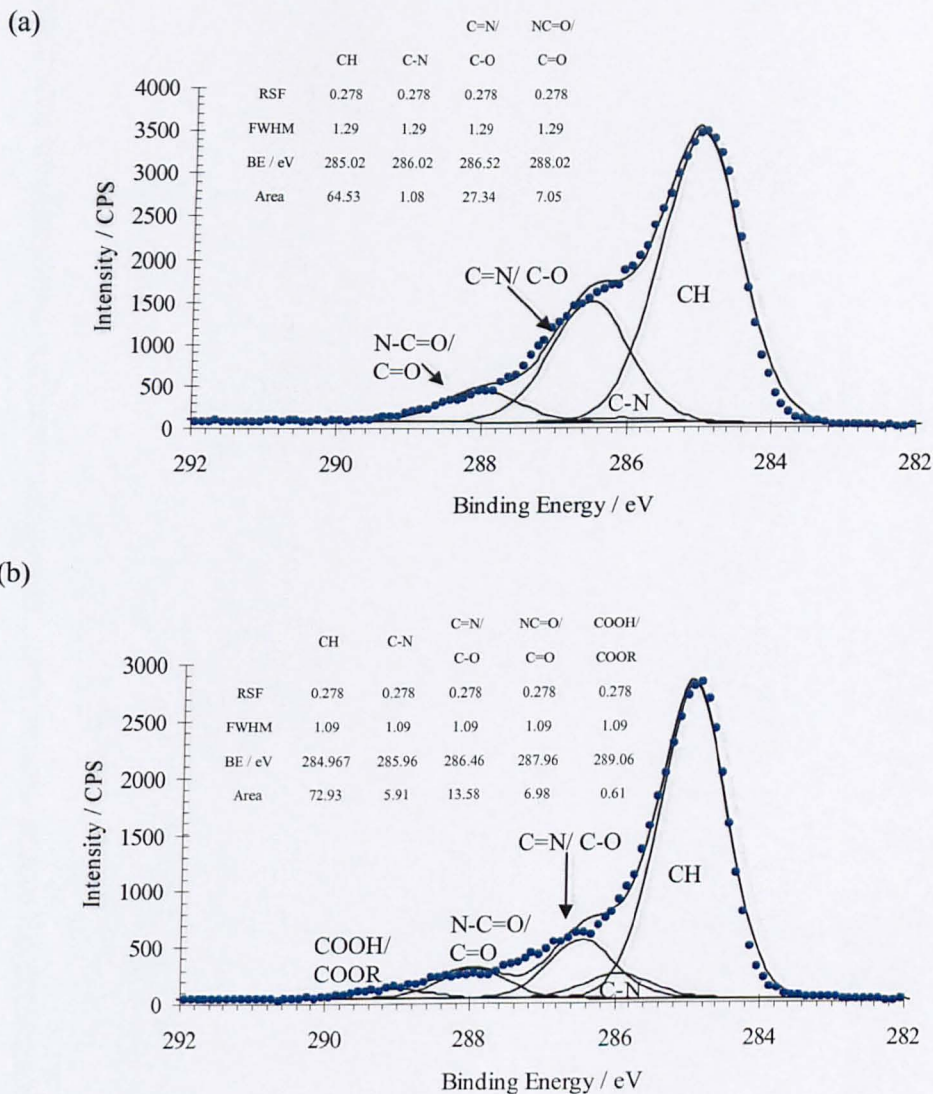 (a)
C=N/ NC=O/
CH C-N C-O C=O
RSF 0.278 0.278 0.278 0.278
FWHM 1.29 1.29 1.29 1.29
BE / eV 285.02 286.02 286.52 288.02
Area 64.53 1.08 27.34 7.05
4000
3500
3000
2500
2000
1500
1000
500
0
Intensity / CPS
C=N/ C-O
CH
N-C=O/
C=O
C-N
292 290 288 286 284 282
Binding Energy / eV
(b)
C=N/ NC=O/ COOH/
CH C-N C-O C=O COOR
RSF 0.278 0.278 0.278 0.278 0.278
FWHM 1.09 1.09 1.09 1.09 1.09
BE / eV 284.967 285.96 286.46 287.96 289.06
Area 72.93 5.91 13.58 6.98 0.61
3000
2500
2000
1500
1000
500
0
Intensity / CPS
C=N/ C-O
CH
N-C=O/
C=O
COOH/
COOR
C-N
292 290 288 286 284 282
Binding Energy / eV